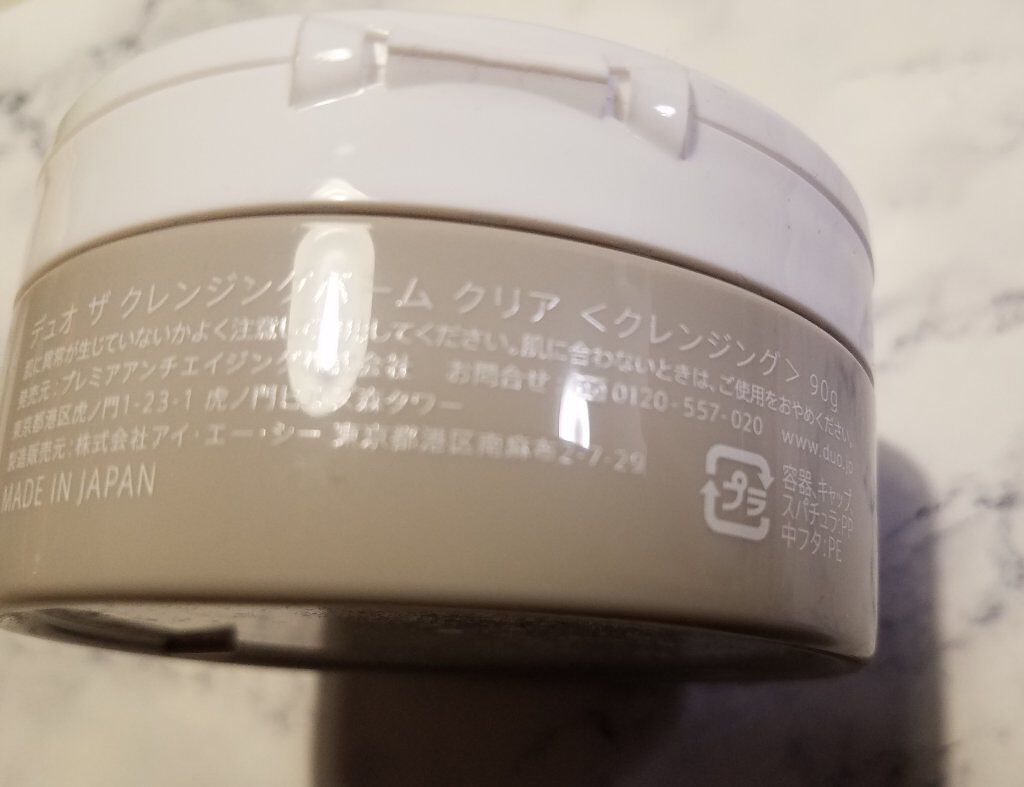 デュオ ザ クレンジングバーム クリア <クレンジング> 90g
肌に異常が生じていないかよく注意して使用してください。肌に合わないときは、ご使用をおやめください。
発売元・プレミアアンチエイジング株式会社 お問合せ 0120-557-020 www.duo.jp
東京都港区虎ノ門1-23-1 虎ノ門ヒルズ森タワー
製造販売元:株式会社アイ・エー・シー 東京都港区南麻布2-7-29
MADE IN JAPAN
プラ
容器、キャップ、
スパチュラ:PP
中フタ:PE